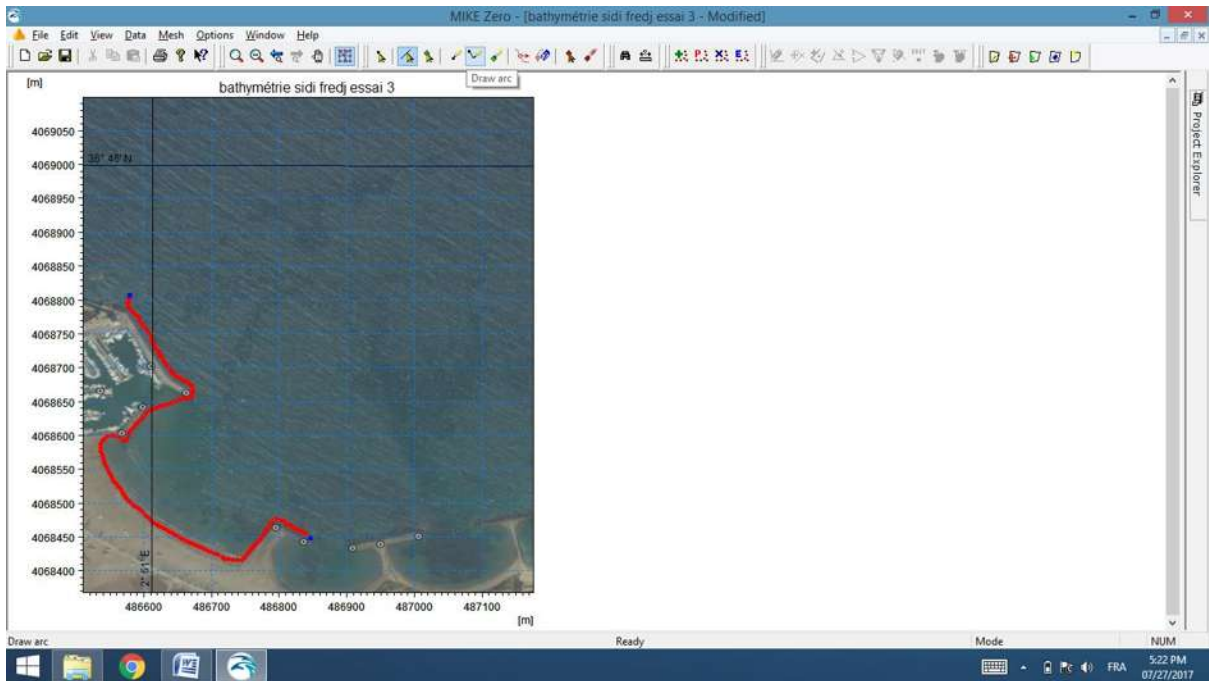 MIKE Zero - [bathymétrie sidi fredj essai 3 - Modified]
File Edit View Data Mesh Options Window Help
Draw arc
Project Explorer
[m]
bathymétrie sidi fredj essai 3
4069050
4069000
4068950
4068900
4068850
4068800
4068750
4068700
4068650
4068600
4068550
4068500
4068450
4068400
2° 51' E
486600 486700 486800 486900 487000 487100
[m]
Draw arc Ready Mode NUM
FRA 5:22 PM
07/27/2017